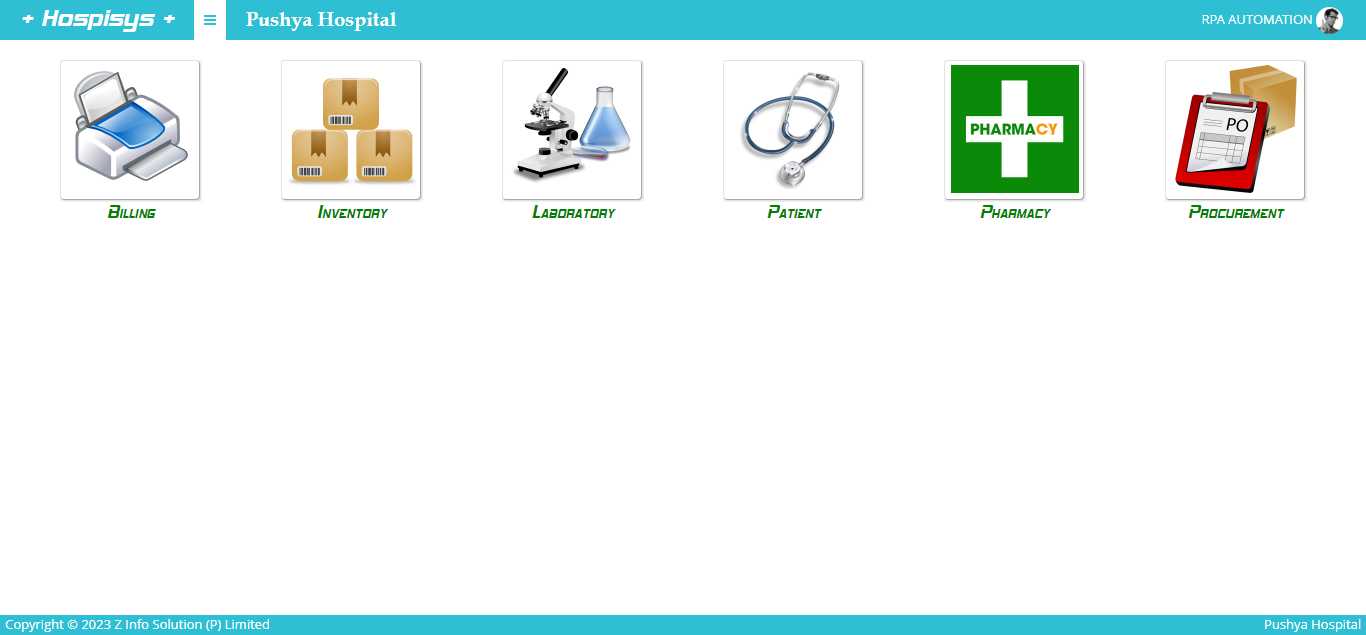 + Hospisys +
Pushya Hospital
RPA AUTOMATION
PHARMACY
PO
Billing
Inventory
Laboratory
Patient
Pharmacy
Procurement
Copyright © 2023 Z Info Solution (P) Limited
Pushya Hospital